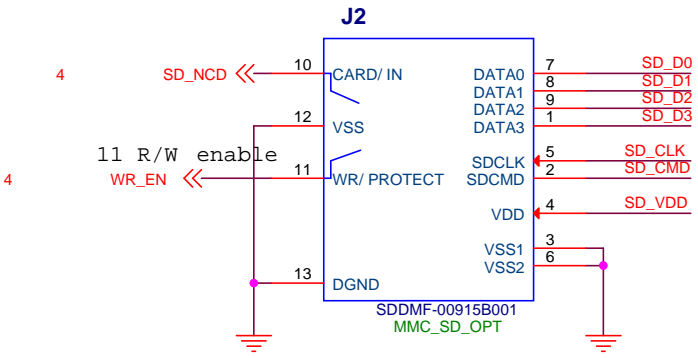 J2
4 SD_NCD 10 CARD/ IN DATA0 7 SD_D0
DATA1 8 SD_D1
DATA2 9 SD_D2
12 VSS DATA3 1 SD_D3
11 R/W enable
SDCLK 5 SD_CLK
4 WR_EN 11 WR/ PROTECT SDCMD 2 SD_CMD
VDD 4 SD_VDD
VSS1 3
VSS2 6
13 DGND
SDDMF-00915B001
MMC_SD_OPT